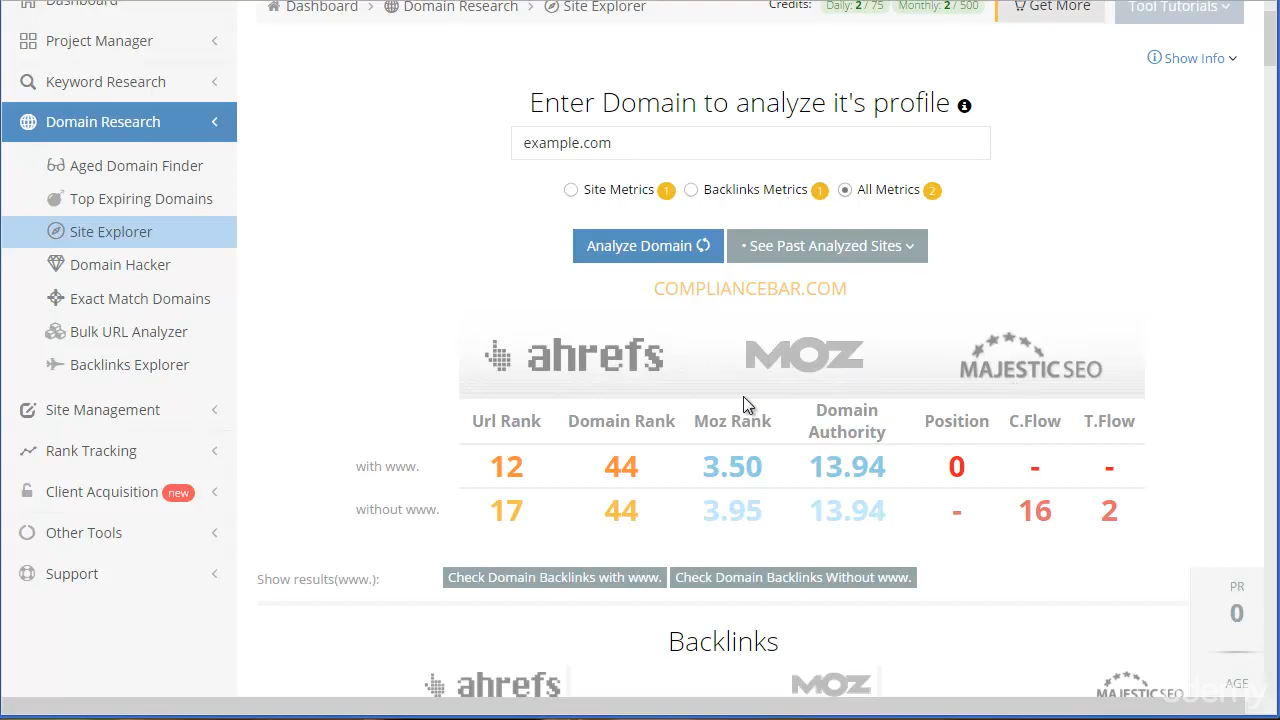 Dashboard
Dashboard > Domain Research > Site Explorer
Credits: Daily: 2 / 75 Monthly: 2 / 500 Get More Tool Tutorials
Project Manager
Show Info
Keyword Research
Enter Domain to analyze it's profile
Domain Research
example.com
Aged Domain Finder
Site Metrics 1 Backlinks Metrics 1 All Metrics 2
Top Expiring Domains
Site Explorer
Analyze Domain • See Past Analyzed Sites
Domain Hacker
COMPLIANCEBAR.COM
Exact Match Domains
Bulk URL Analyzer
ahrefs MOZ MAJESTIC SEO
Backlinks Explorer
Site Management
Url Rank Domain Rank Moz Rank Domain Authority Position C.Flow T.Flow
Rank Tracking
with www. 12 44 3.50 13.94 0 - -
Client Acquisition new
without www. 17 44 3.95 13.94 - 16 2
Other Tools
Support
Show results(www.): Check Domain Backlinks with www. Check Domain Backlinks Without www.
PR
0
Backlinks
ahrefs MOZ MAJESTIC SEO
AGE
udemy